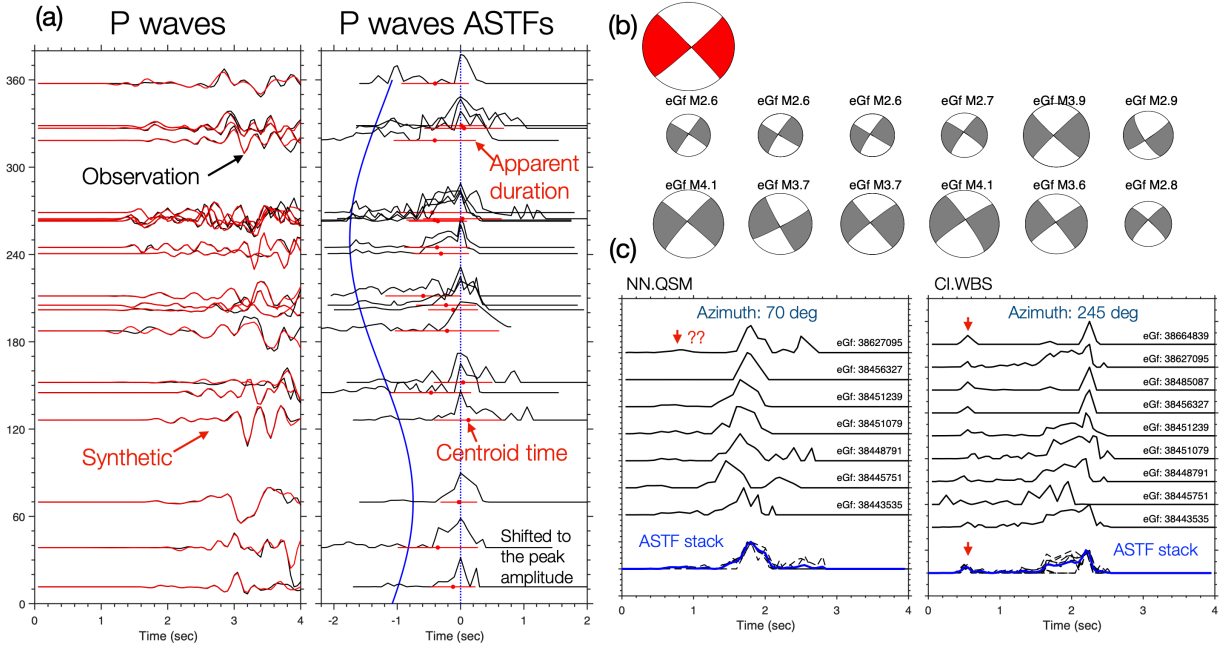 (a)
P waves
P waves ASTFs
360
300
240
180
120
60
0
Observation
Synthetic
Apparent
duration
Centroid time
Shifted to
the peak
amplitude
0 1 2 3 4
Time (sec)
-2 -1 0 1 2
Time (sec)
(b)
eGf M2.6 eGf M2.6 eGf M2.6 eGf M2.7 eGf M3.9 eGf M2.9
eGf M4.1 eGf M3.7 eGf M3.7 eGf M4.1 eGf M3.6 eGf M2.8
(c)
NN.QSM
Azimuth: 70 deg
??
eGf: 38627095
eGf: 38456327
eGf: 38451239
eGf: 38451079
eGf: 38448791
eGf: 38445751
eGf: 38443535
ASTF stack
0 1 2 3 4
Time (sec)
CI.WBS
Azimuth: 245 deg
eGf: 38664839
eGf: 38627095
eGf: 38485087
eGf: 38456327
eGf: 38451239
eGf: 38451079
eGf: 38448791
eGf: 38445751
eGf: 38443535
ASTF stack
0 1 2 3 4
Time (sec)